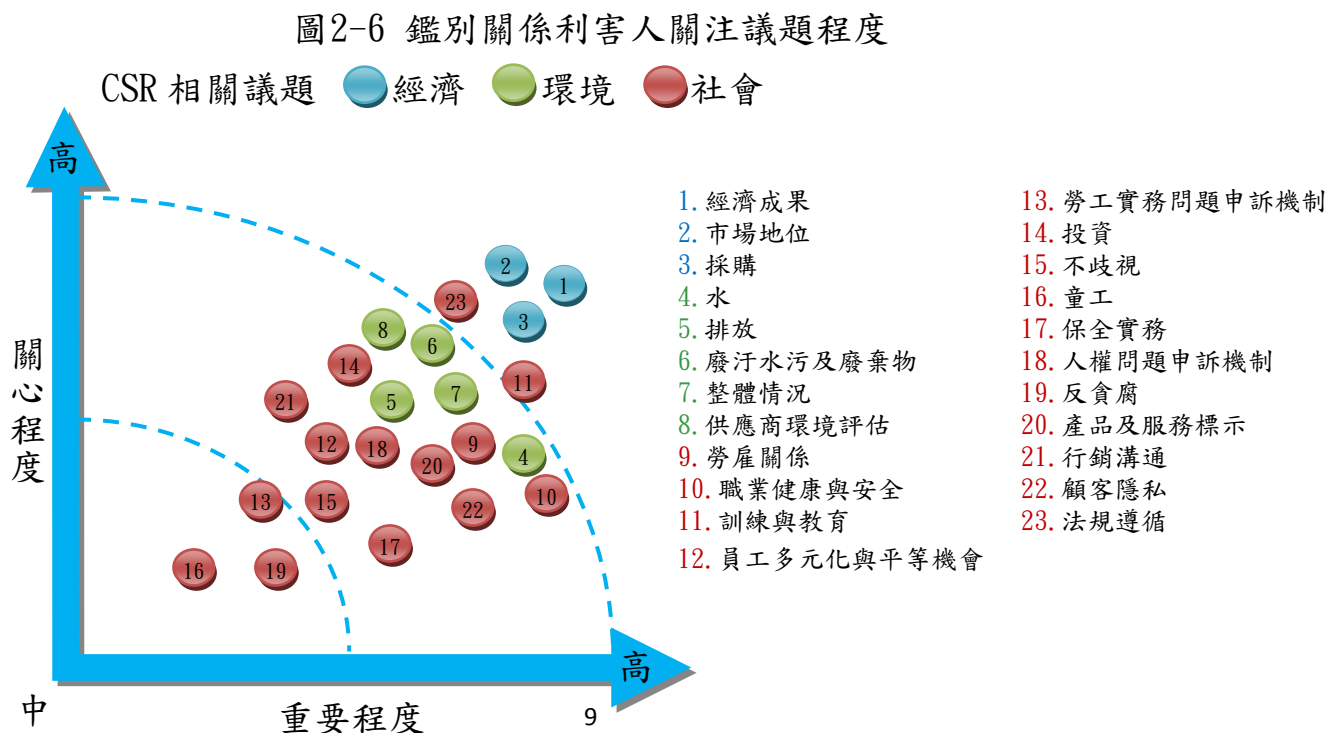 圖2-6 鑑別關係利害人關注議題程度
CSR 相關議題 經濟 環境 社會
高
關心程度
2
1
23
3
8
6
14
11
7
5
21
12
18
9
20
4
10
13
15
22
17
16
19
高
中
重要程度
9
1. 經濟成果
2. 市場地位
3. 採購
4. 水
5. 排放
6. 廢汙水污及廢棄物
7. 整體情況
8. 供應商環境評估
9. 勞雇關係
10. 職業健康與安全
11. 訓練與教育
12. 員工多元化與平等機會
13. 勞工實務問題申訴機制
14. 投資
15. 不歧視
16. 童工
17. 保全實務
18. 人權問題申訴機制
19. 反貪腐
20. 產品及服務標示
21. 行銷溝通
22. 顧客隱私
23. 法規遵循